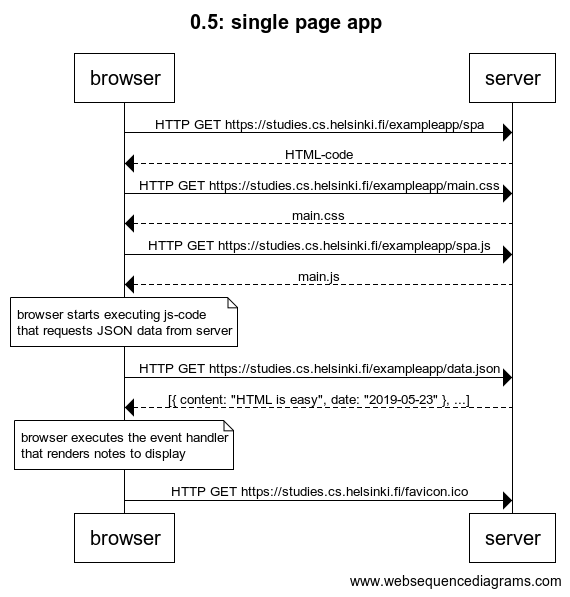 0.5: single page app
browser
server
HTTP GET https://studies.cs.helsinki.fi/exampleapp/spa
HTML-code
HTTP GET https://studies.cs.helsinki.fi/exampleapp/main.css
main.css
HTTP GET https://studies.cs.helsinki.fi/exampleapp/spa.js
main.js
browser starts executing js-code
that requests JSON data from server
HTTP GET https://studies.cs.helsinki.fi/exampleapp/data.json
[{ content: "HTML is easy", date: "2019-05-23" }, ...]
browser executes the event handler
that renders notes to display
HTTP GET https://studies.cs.helsinki.fi/favicon.ico
browser
server
www.websequencediagrams.com